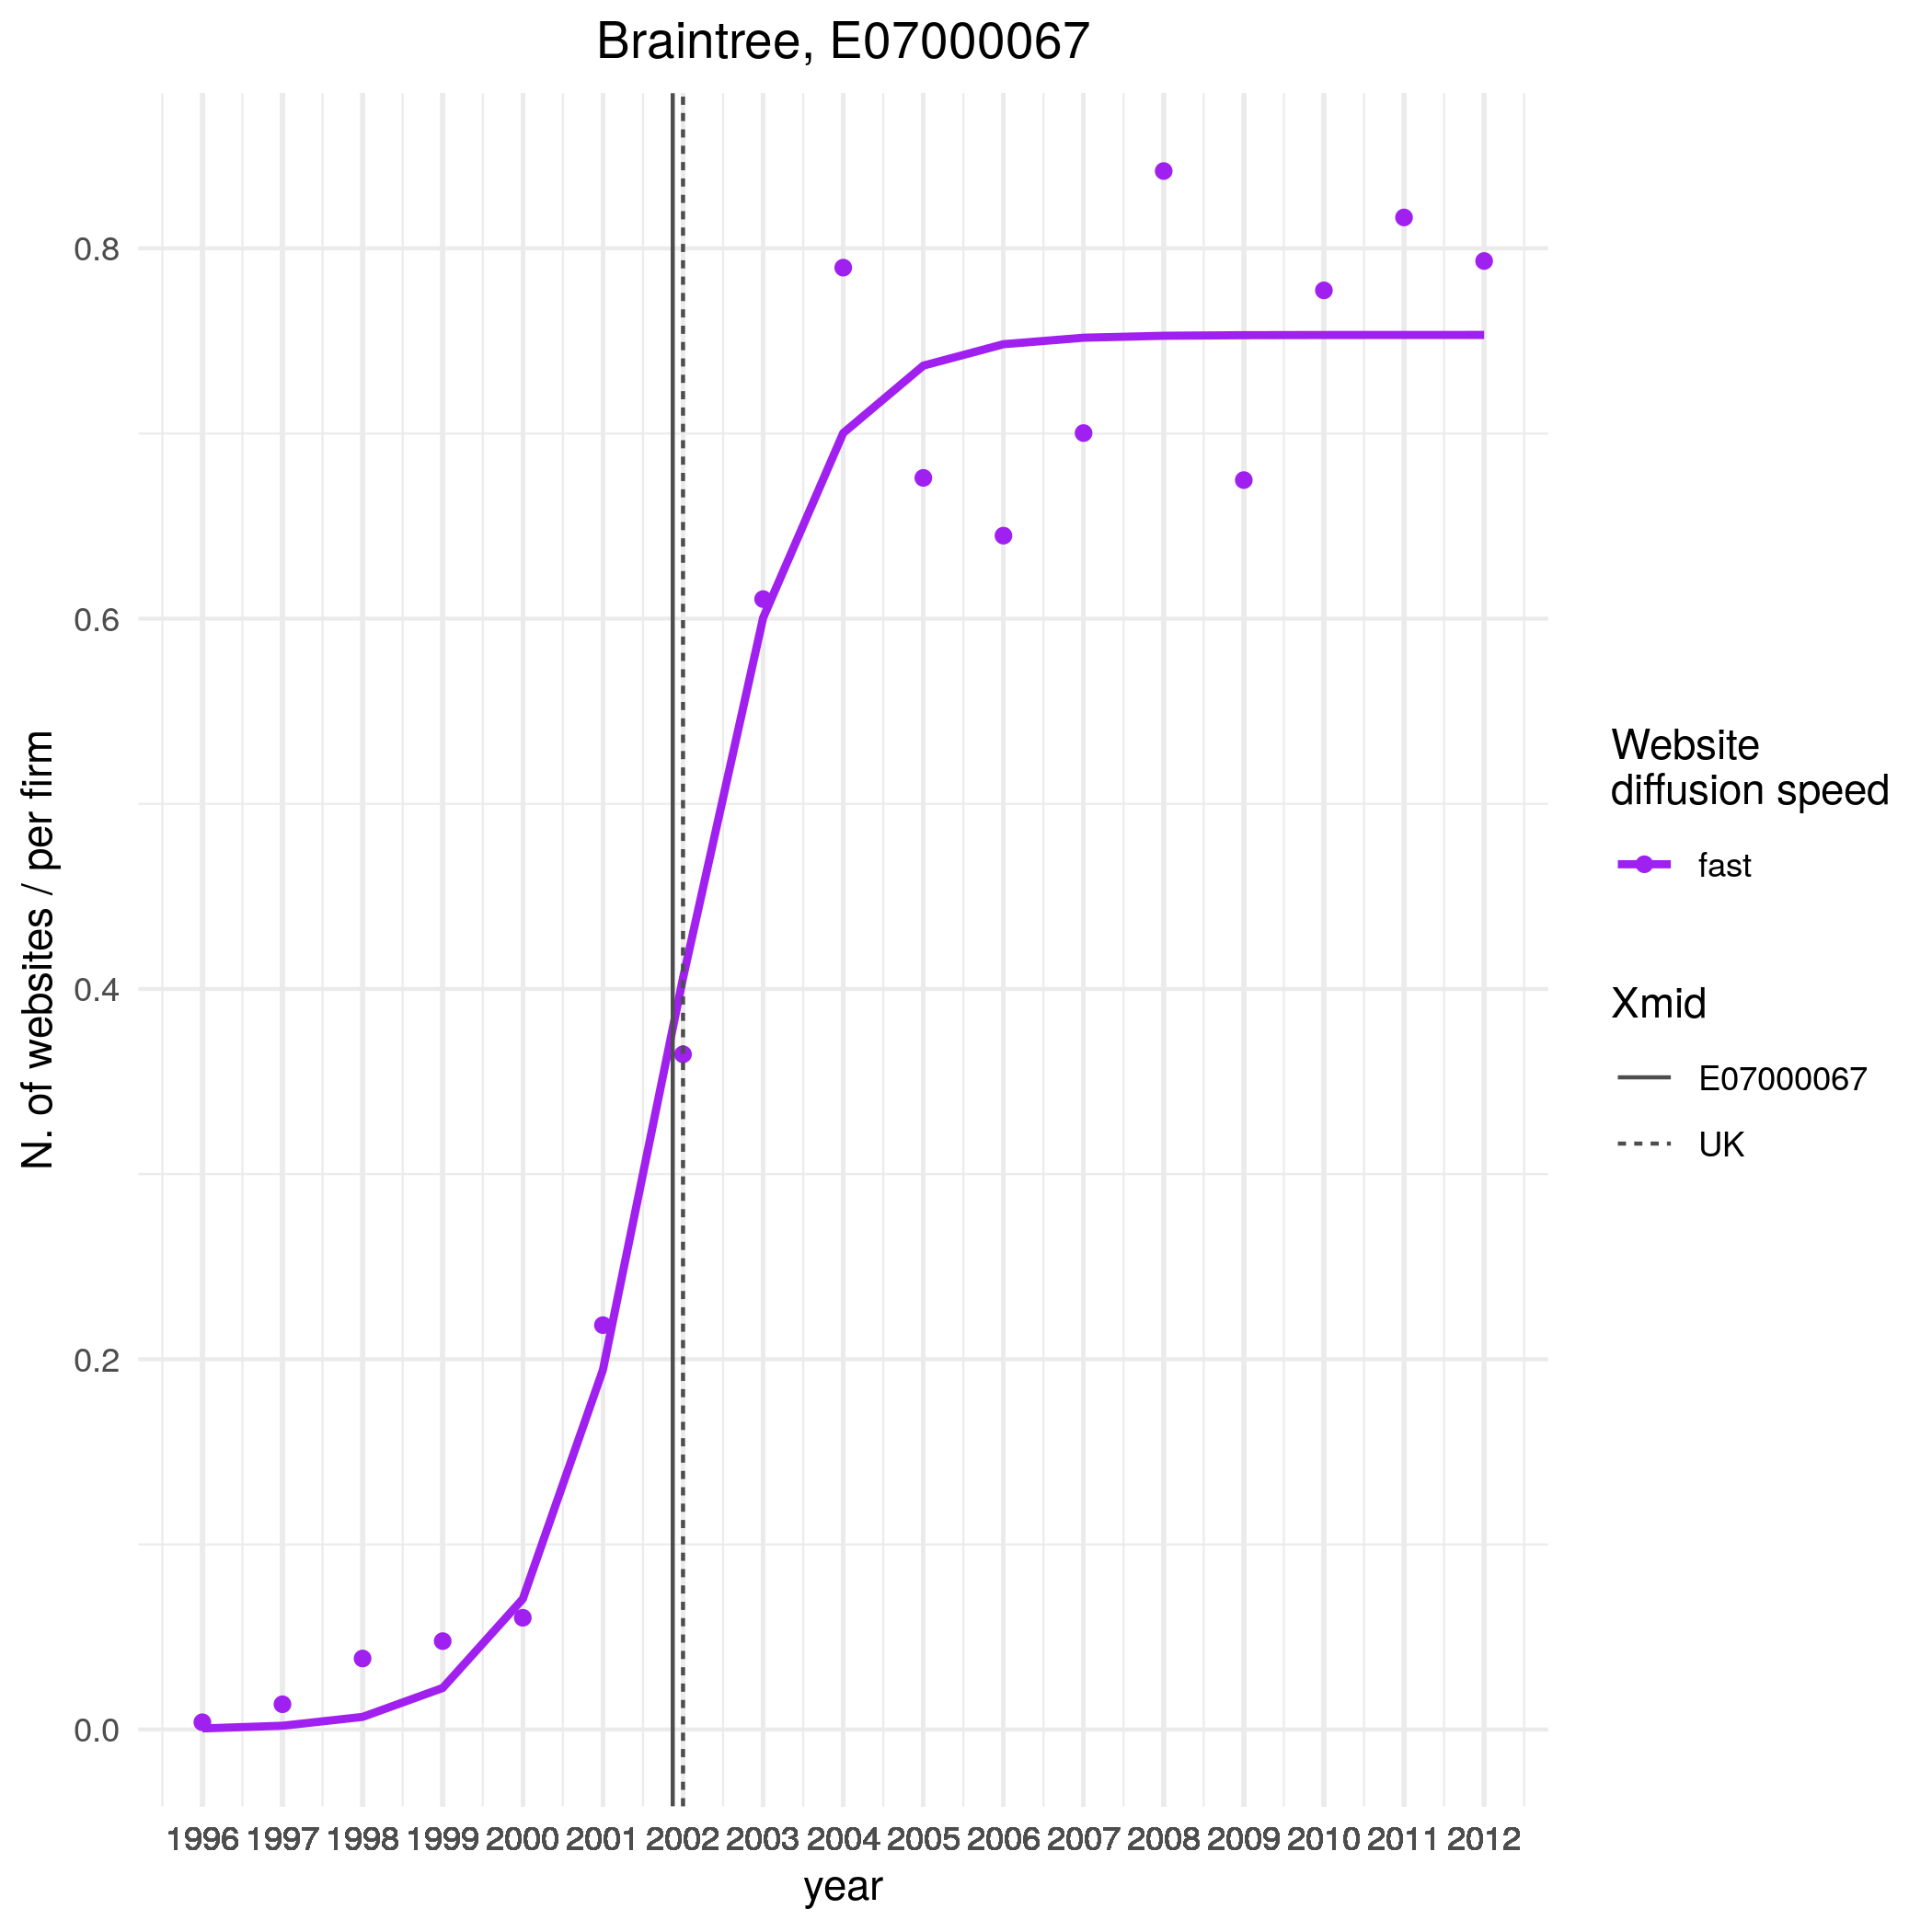 Braintree, E07000067
N. of websites / per firm
0.8
0.6
0.4
0.2
0.0
1996 1997 1998 1999 2000 2001 2002 2003 2004 2005 2006 2007 2008 2009 2010 2011 2012
year
Website
diffusion speed
fast
Xmid
E07000067
UK